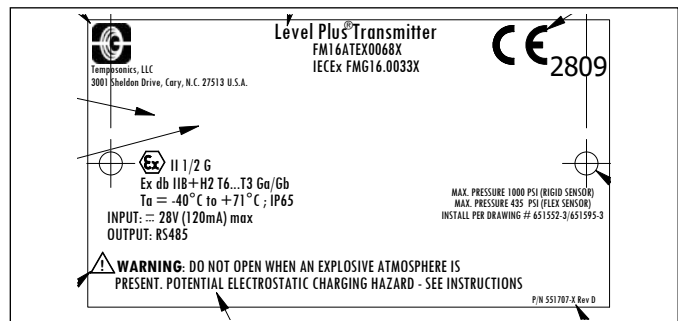 Level Plus® Transmitter
FM16ATEX0068X
IECEx FMG16.0033X
CE 2809
Temposonics, LLC
3001 Sheldon Drive, Cary, N.C. 27513 U.S.A.
Ex II 1/2 G
Ex db IIB+H2 T6...T3 Ga/Gb
Ta = -40°C to +71°C ; IP65
INPUT: ⎓ 28V (120mA) max
OUTPUT: RS485
MAX. PRESSURE 1000 PSI (RIGID SENSOR)
MAX. PRESSURE 435 PSI (FLEX SENSOR)
INSTALL PER DRAWING # 651552-3/651595-3
WARNING: DO NOT OPEN WHEN AN EXPLOSIVE ATMOSPHERE IS
PRESENT. POTENTIAL ELECTROSTATIC CHARGING HAZARD - SEE INSTRUCTIONS
P/N 551707-X Rev D